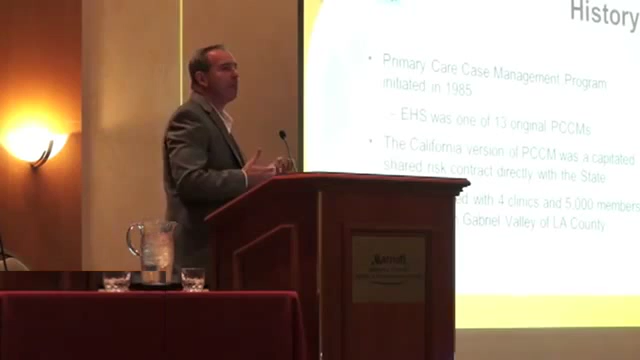 History
Primary Care Case Management Program
initiated in 1985
– EHS was one of 13 original PCCMs
The California version of PCCM was a capitated
shared risk contract directly with the State
with 4 clinics and 5,000 members
Gabriel Valley of LA County
Marriott